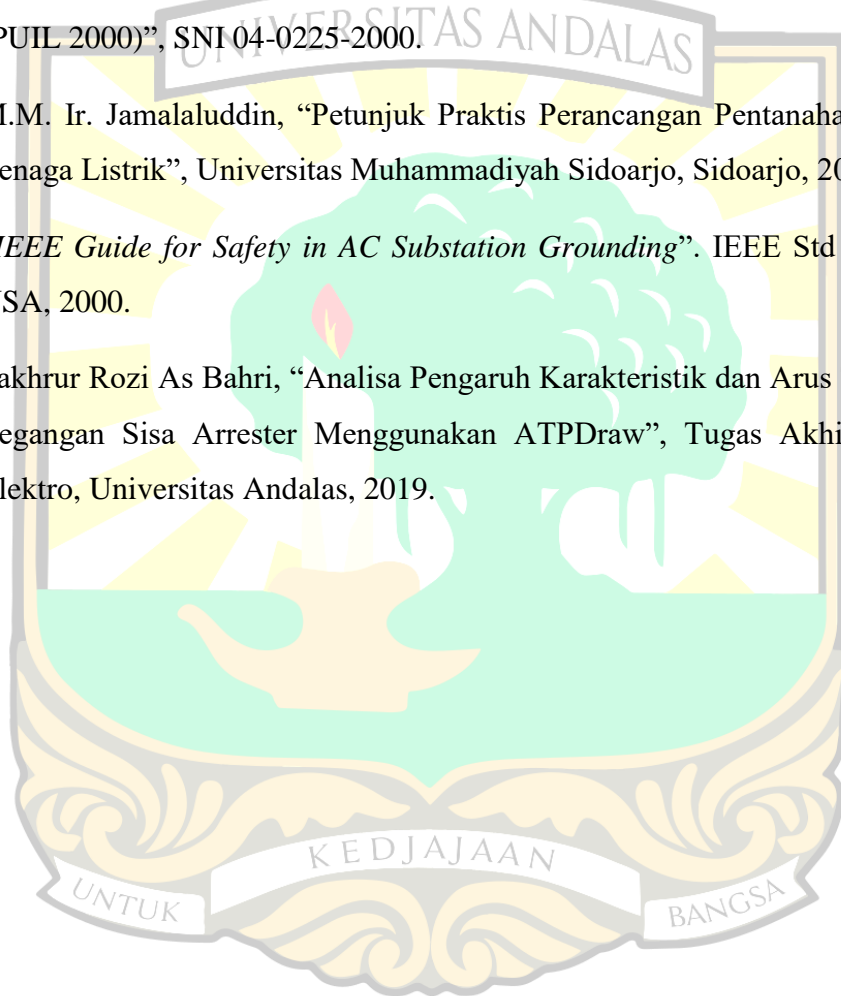 UNIVERSITAS ANDALAS
PUIL 2000)”, SNI 04-0225-2000.
M.M. Ir. Jamalaluddin, “Petunjuk Praktis Perancangan Pentanaha
enaga Listrik”, Universitas Muhammadiyah Sidoarjo, Sidoarjo, 20
IEEE Guide for Safety in AC Substation Grounding”. IEEE Std
USA, 2000.
akhrur Rozi As Bahri, “Analisa Pengaruh Karakteristik dan Arus
egangan Sisa Arrester Menggunakan ATPDraw”, Tugas Akhi
lektro, Universitas Andalas, 2019.
KEDJAJAAN
UNTUK
BANGSA